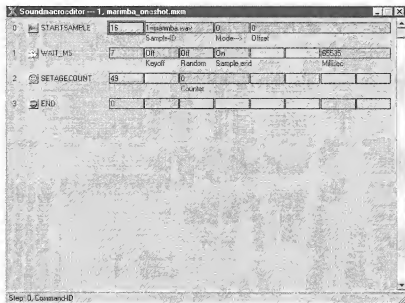 Soundmacroeditor — 1, marimba_oneshot.mxm
0 STARTSAMPLE 16 1=marimba.wav 0 0
Sample-ID Mode---> Offset
1 WAIT_MS 7 Off Off On 65535
Keyoff Random Sample end Millisec
2 SETAGECOUNT 49 0
Counter
3 END 0
Step: 0, Command-ID